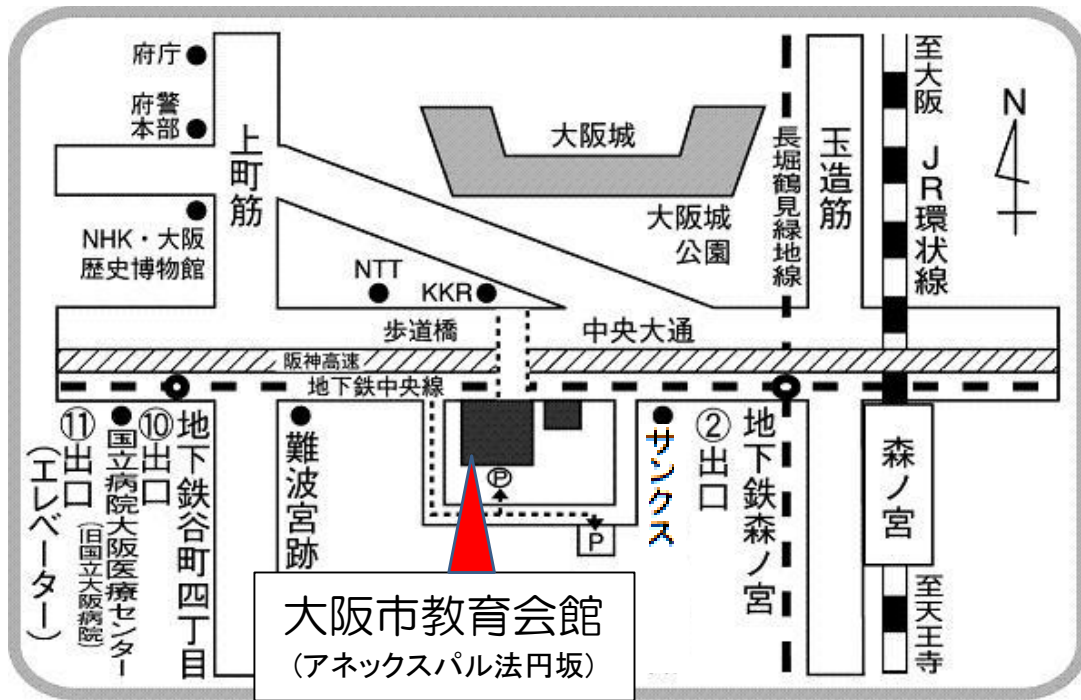 府庁
府警
本部
上町筋
NHK・大阪
歴史博物館
NTT
KKR
大阪城
大阪城
公園
長堀鶴見緑地線
玉造筋
至大阪
JR環状線
N
歩道橋
中央大通
阪神高速
地下鉄中央線
⑪出口
(エレベーター)
国立病院大阪医療センター
(旧国立大阪病院)
⑩出口
地下鉄谷町四丁目
難波宮跡
P
P
サンクス
②出口
地下鉄森ノ宮
森ノ宮
至天王寺
大阪市教育会館
(アネックスパル法円坂)